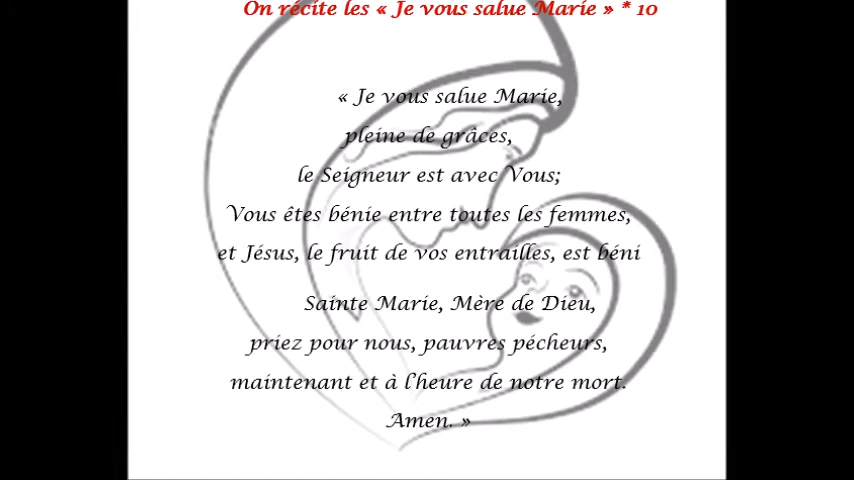 On récite les « Je vous salue Marie » * 10
« Je vous salue Marie,
pleine de grâces,
le Seigneur est avec Vous;
Vous êtes bénie entre toutes les femmes,
et Jésus, le fruit de vos entrailles, est béni
Sainte Marie, Mère de Dieu,
priez pour nous, pauvres pécheurs,
maintenant et à l'heure de notre mort.
Amen. »